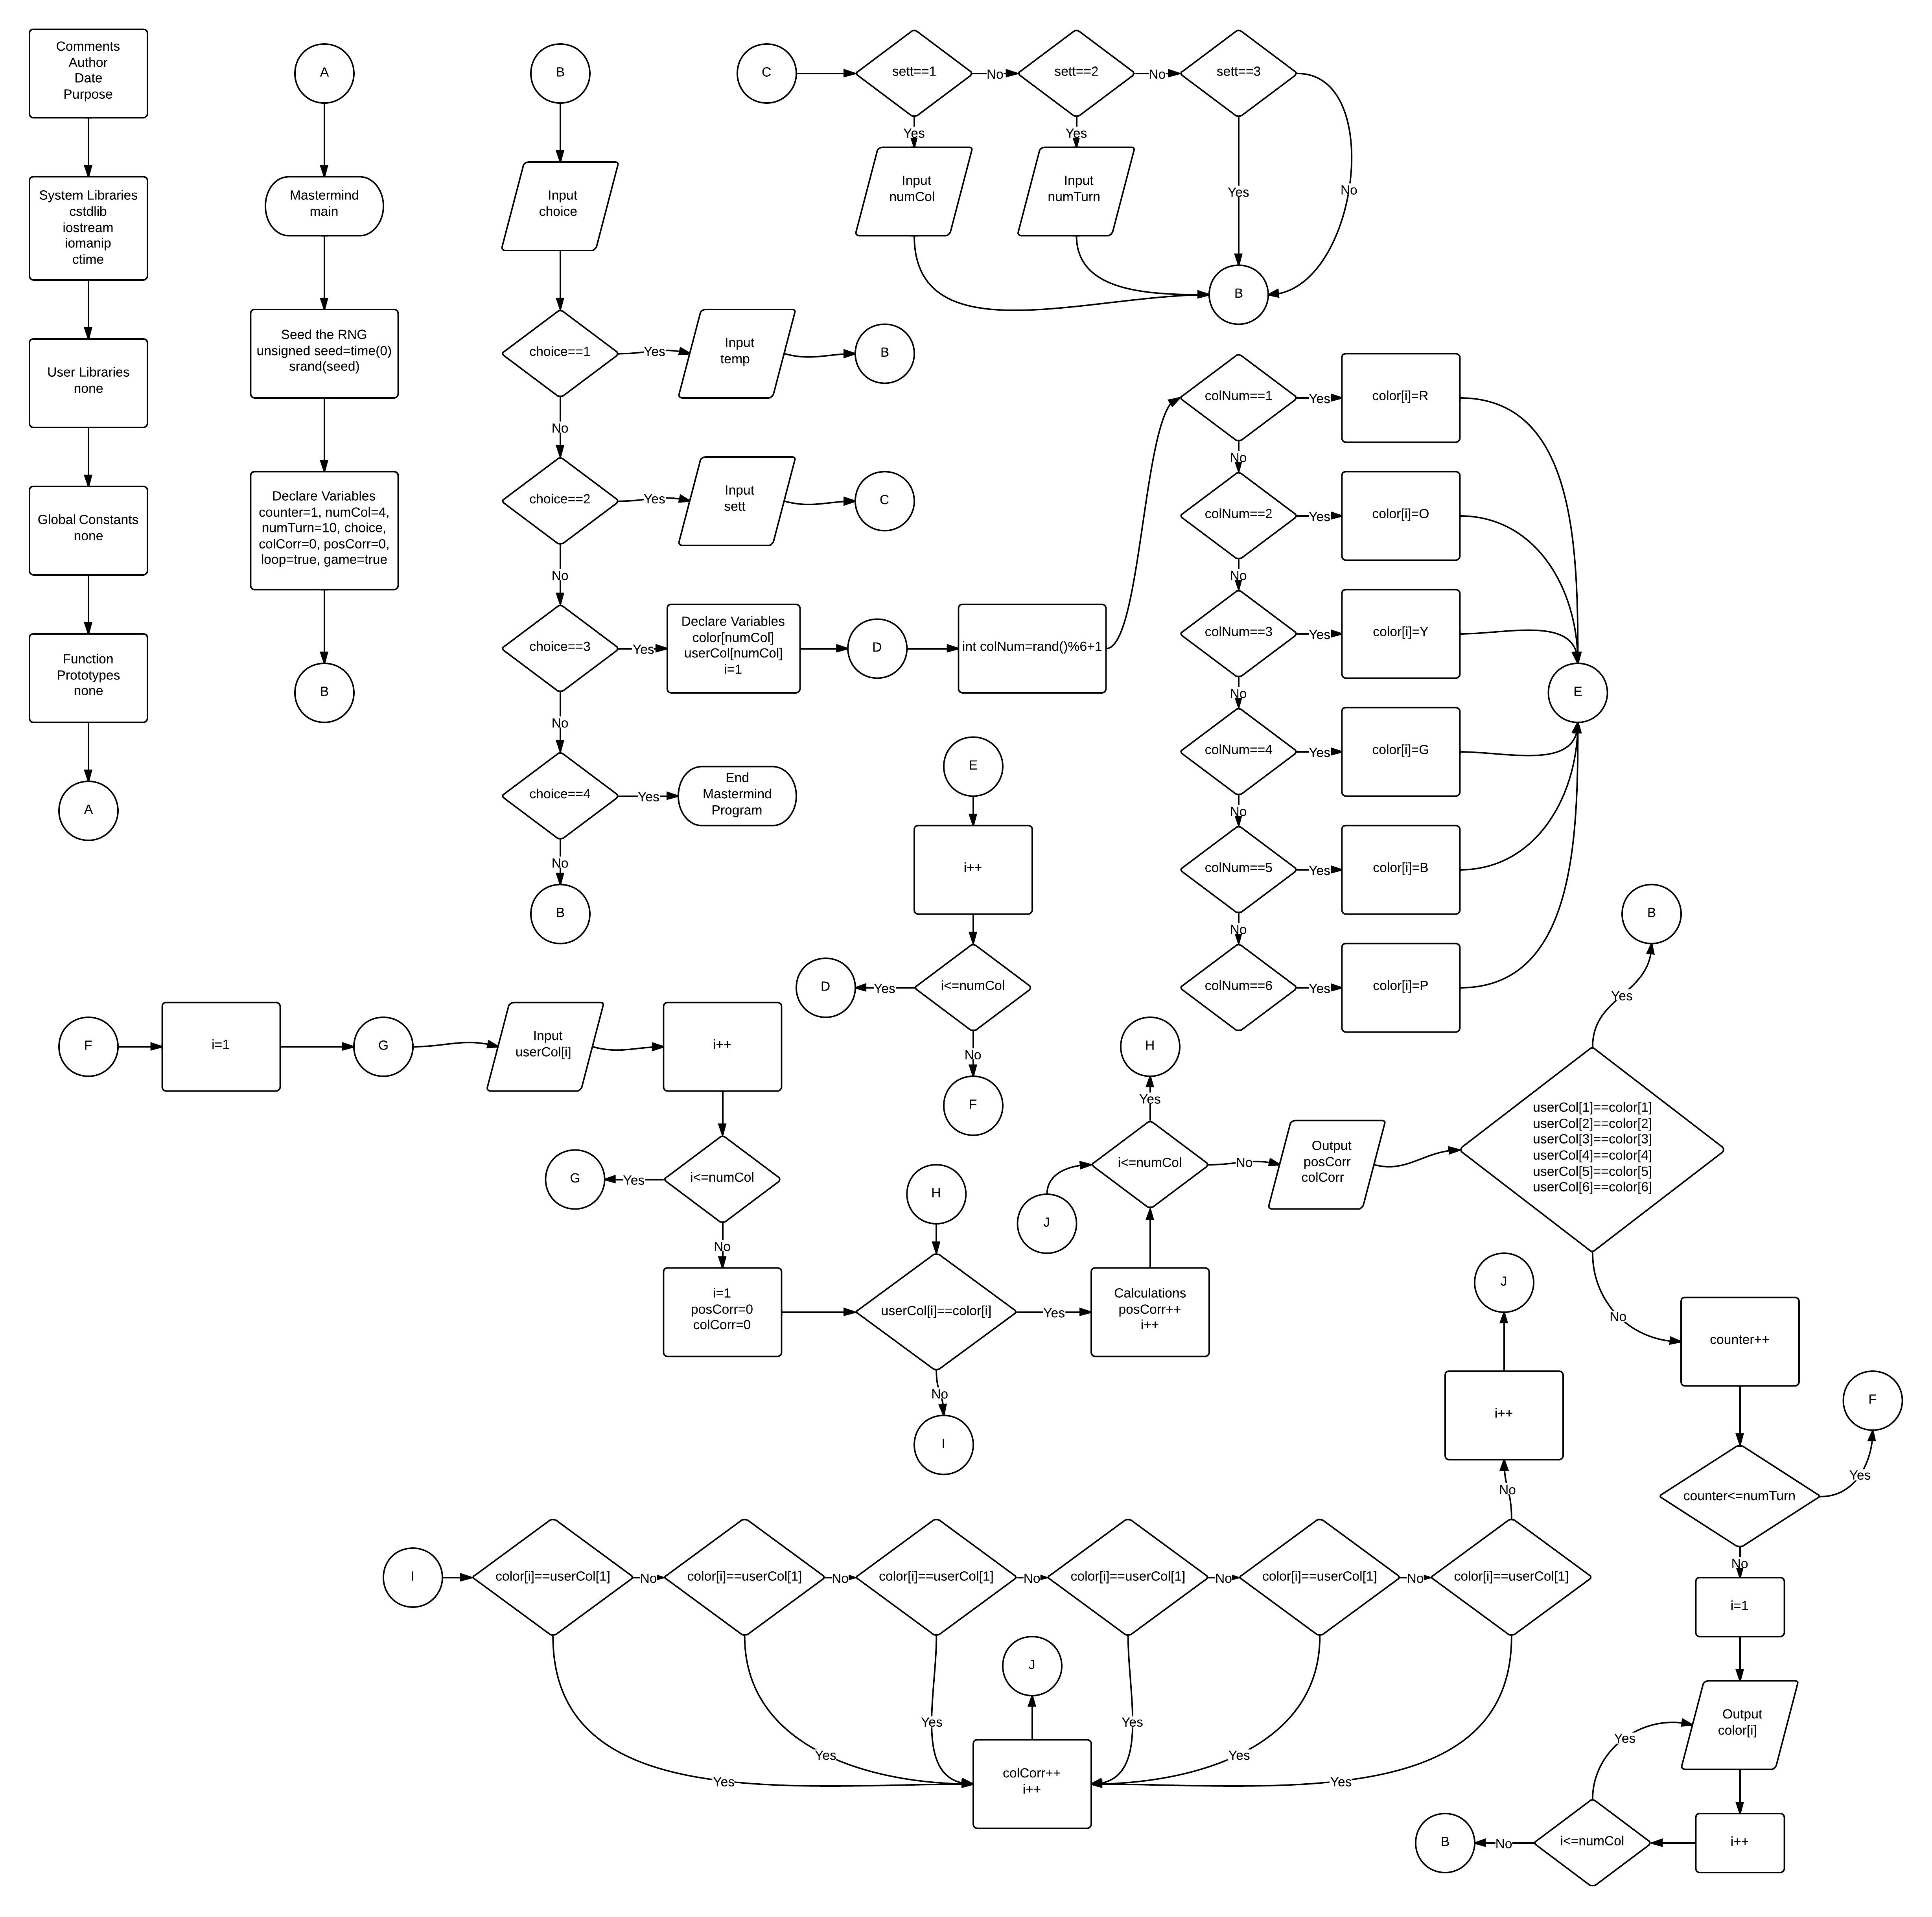 Comments
Author
Date
Purpose
System Libraries
cstdlib
iostream
iomanip
ctime
User Libraries
none
Global Constants
none
Function
Prototypes
none
A
A
Mastermind
main
Seed the RNG
unsigned seed=time(0)
srand(seed)
Declare Variables
counter=1, numCol=4,
numTurn=10, choice,
colCorr=0, posCorr=0,
loop=true, game=true
B
B
Input
choice
choice==1
Yes
Input
temp
B
No
choice==2
Yes
Input
sett
C
No
choice==3
Yes
Declare Variables
color[numCol]
userCol[numCol]
i=1
D
int colNum=rand()%6+1
No
choice==4
Yes
End
Mastermind
Program
No
B
C
sett==1
No
sett==2
No
sett==3
Yes
Input
numCol
Yes
Input
numTurn
Yes
No
B
colNum==1
Yes
color[i]=R
No
colNum==2
Yes
color[i]=O
No
colNum==3
Yes
color[i]=Y
No
colNum==4
Yes
color[i]=G
No
colNum==5
Yes
color[i]=B
No
colNum==6
Yes
color[i]=P
E
E
i++
i<=numCol
Yes
D
No
F
F
i=1
G
Input
userCol[i]
i++
i<=numCol
Yes
G
No
i=1
posCorr=0
colCorr=0
H
userCol[i]==color[i]
Yes
Calculations
posCorr++
i++
No
I
J
i<=numCol
Yes
H
No
Output
posCorr
colCorr
userCol[1]==color[1]
userCol[2]==color[2]
userCol[3]==color[3]
userCol[4]==color[4]
userCol[5]==color[5]
userCol[6]==color[6]
Yes
B
No
counter++
counter<=numTurn
Yes
F
No
i=1
Output
color[i]
i++
i<=numCol
Yes
No
B
I
color[i]==userCol[1]
No
color[i]==userCol[1]
No
color[i]==userCol[1]
No
color[i]==userCol[1]
No
color[i]==userCol[1]
No
color[i]==userCol[1]
No
i++
J
Yes
Yes
Yes
Yes
Yes
Yes
colCorr++
i++
J